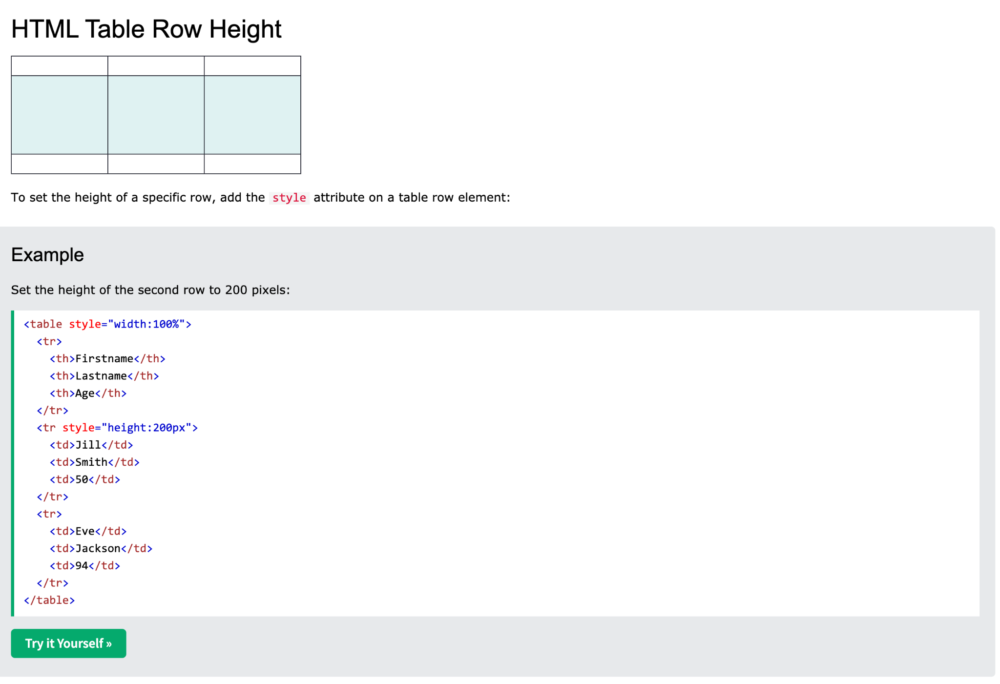 HTML Table Row Height
To set the height of a specific row, add the style attribute on a table row element:
Example
Set the height of the second row to 200 pixels:
<table style="width:100%">
  <tr>
    <th>Firstname</th>
    <th>Lastname</th>
    <th>Age</th>
  </tr>
  <tr style="height:200px">
    <td>Jill</td>
    <td>Smith</td>
    <td>50</td>
  </tr>
  <tr>
    <td>Eve</td>
    <td>Jackson</td>
    <td>94</td>
  </tr>
</table>
Try it Yourself »